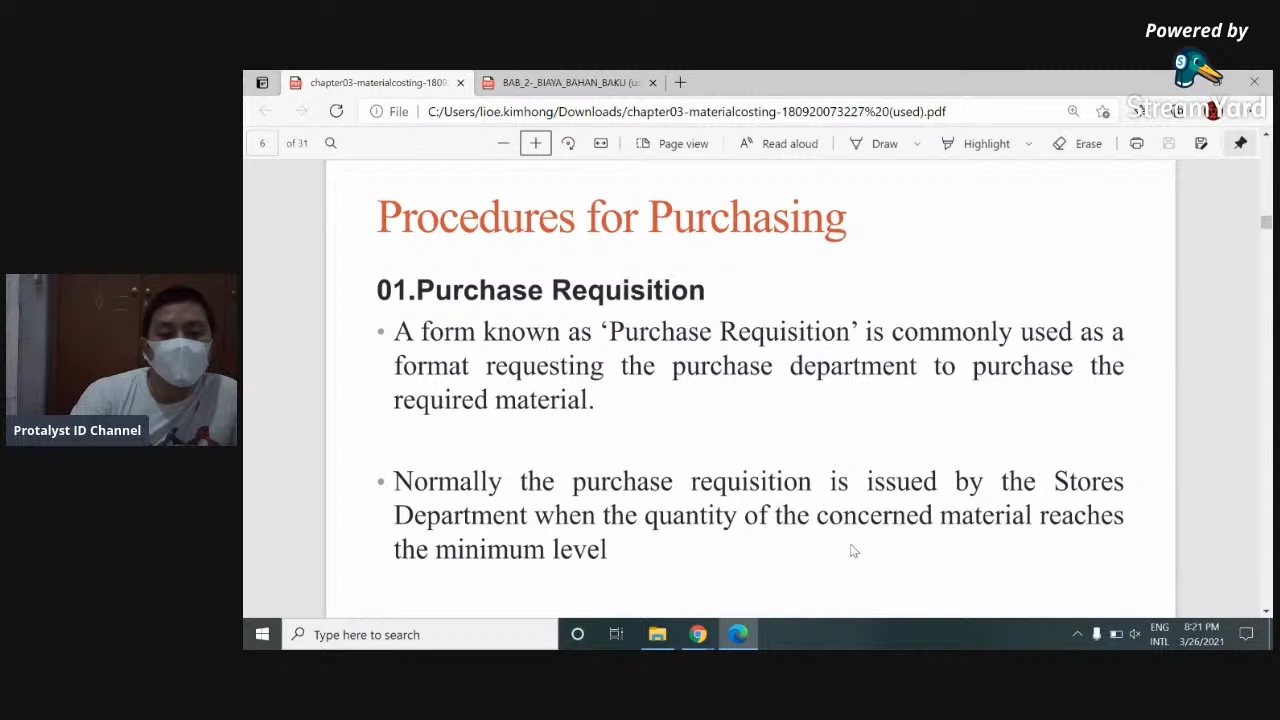 Powered by
StreamYard
chapter03-materialcosting-1809
BAB_2-_BIAYA_BAHAN_BAKU (u
File
C:/Users/lioe.kimhong/Downloads/chapter03-materialcosting-180920073227%20(used).pdf
6 of 31
Page view
Read aloud
Draw
Highlight
Erase
Procedures for Purchasing
01.Purchase Requisition
• A form known as ‘Purchase Requisition’ is commonly used as a
format requesting the purchase department to purchase the
required material.
• Normally the purchase requisition is issued by the Stores
Department when the quantity of the concerned material reaches
the minimum level
Protalyst ID Channel
Type here to search
ENG
INTL
8:21 PM
3/26/2021